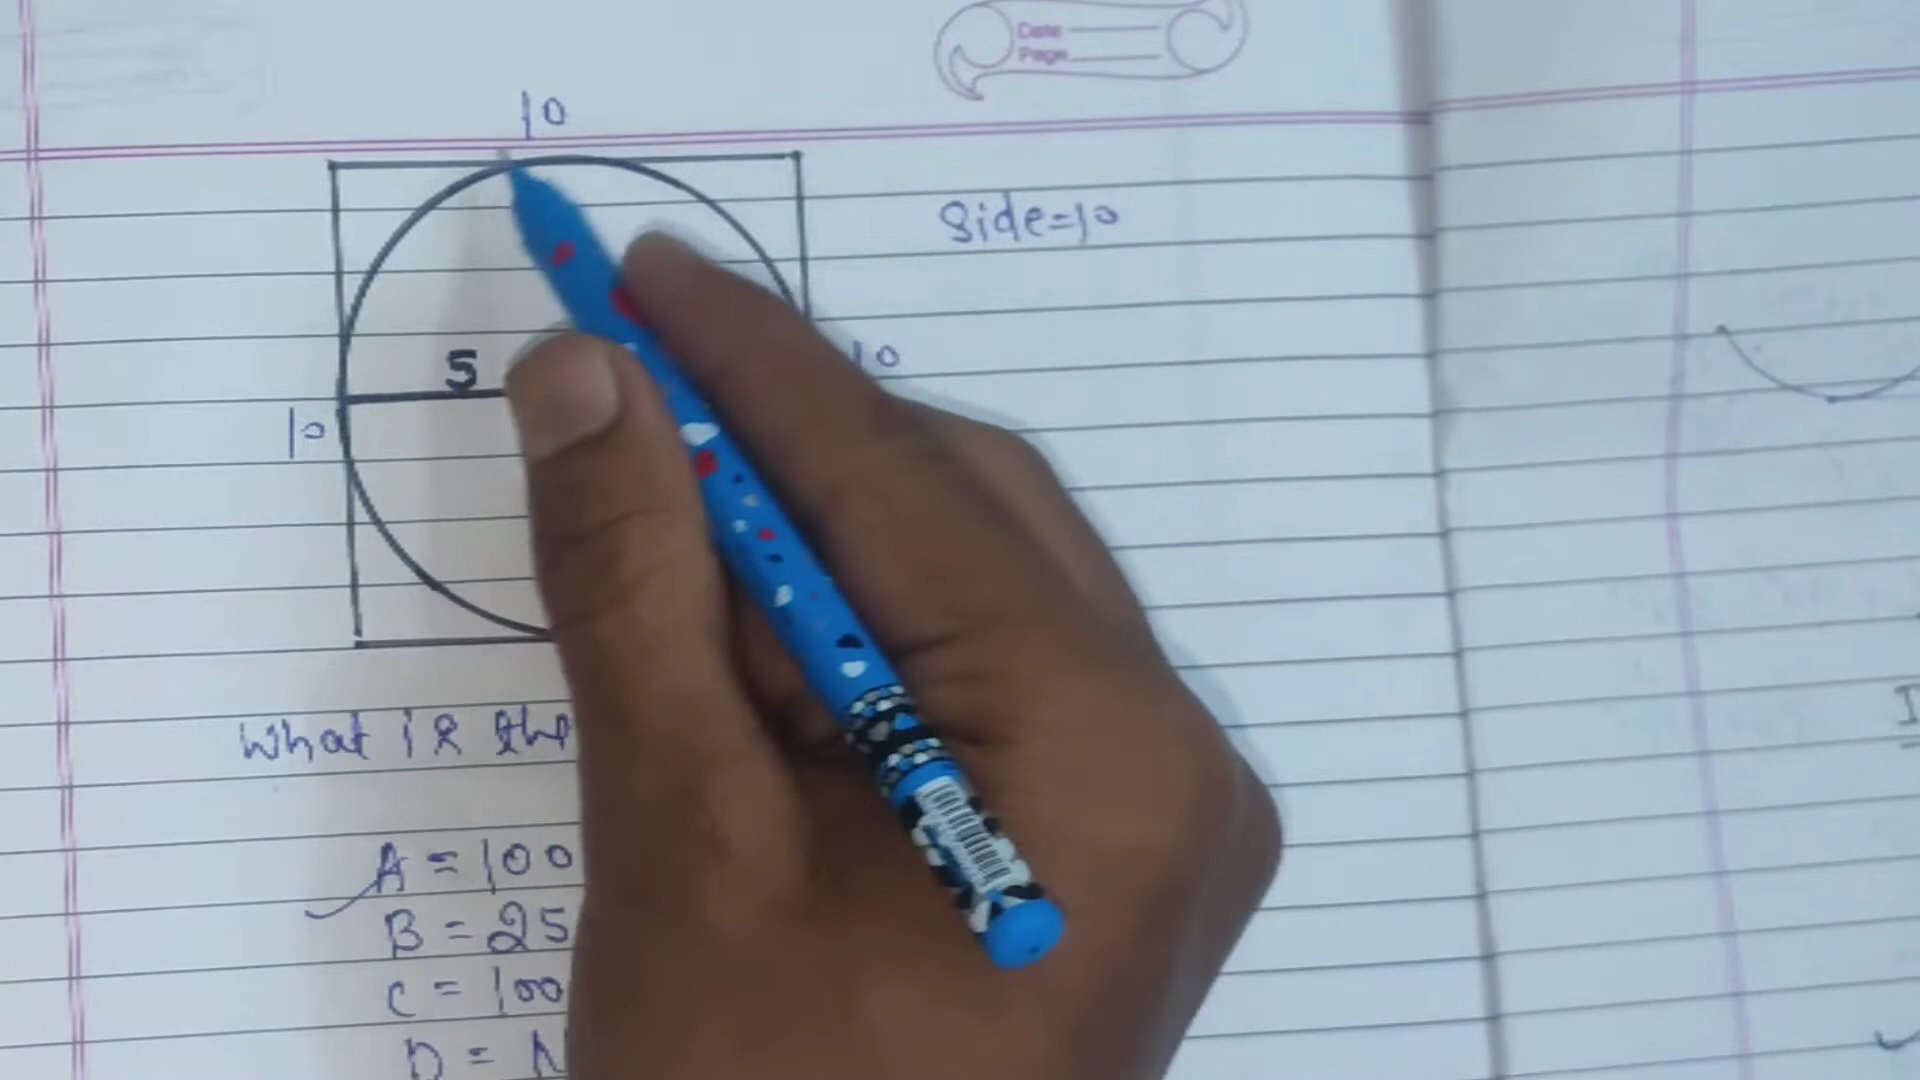 Date
Page
10
Side=10
5
10
10
What is the
A = 100
B = 25
C = 100
D = N